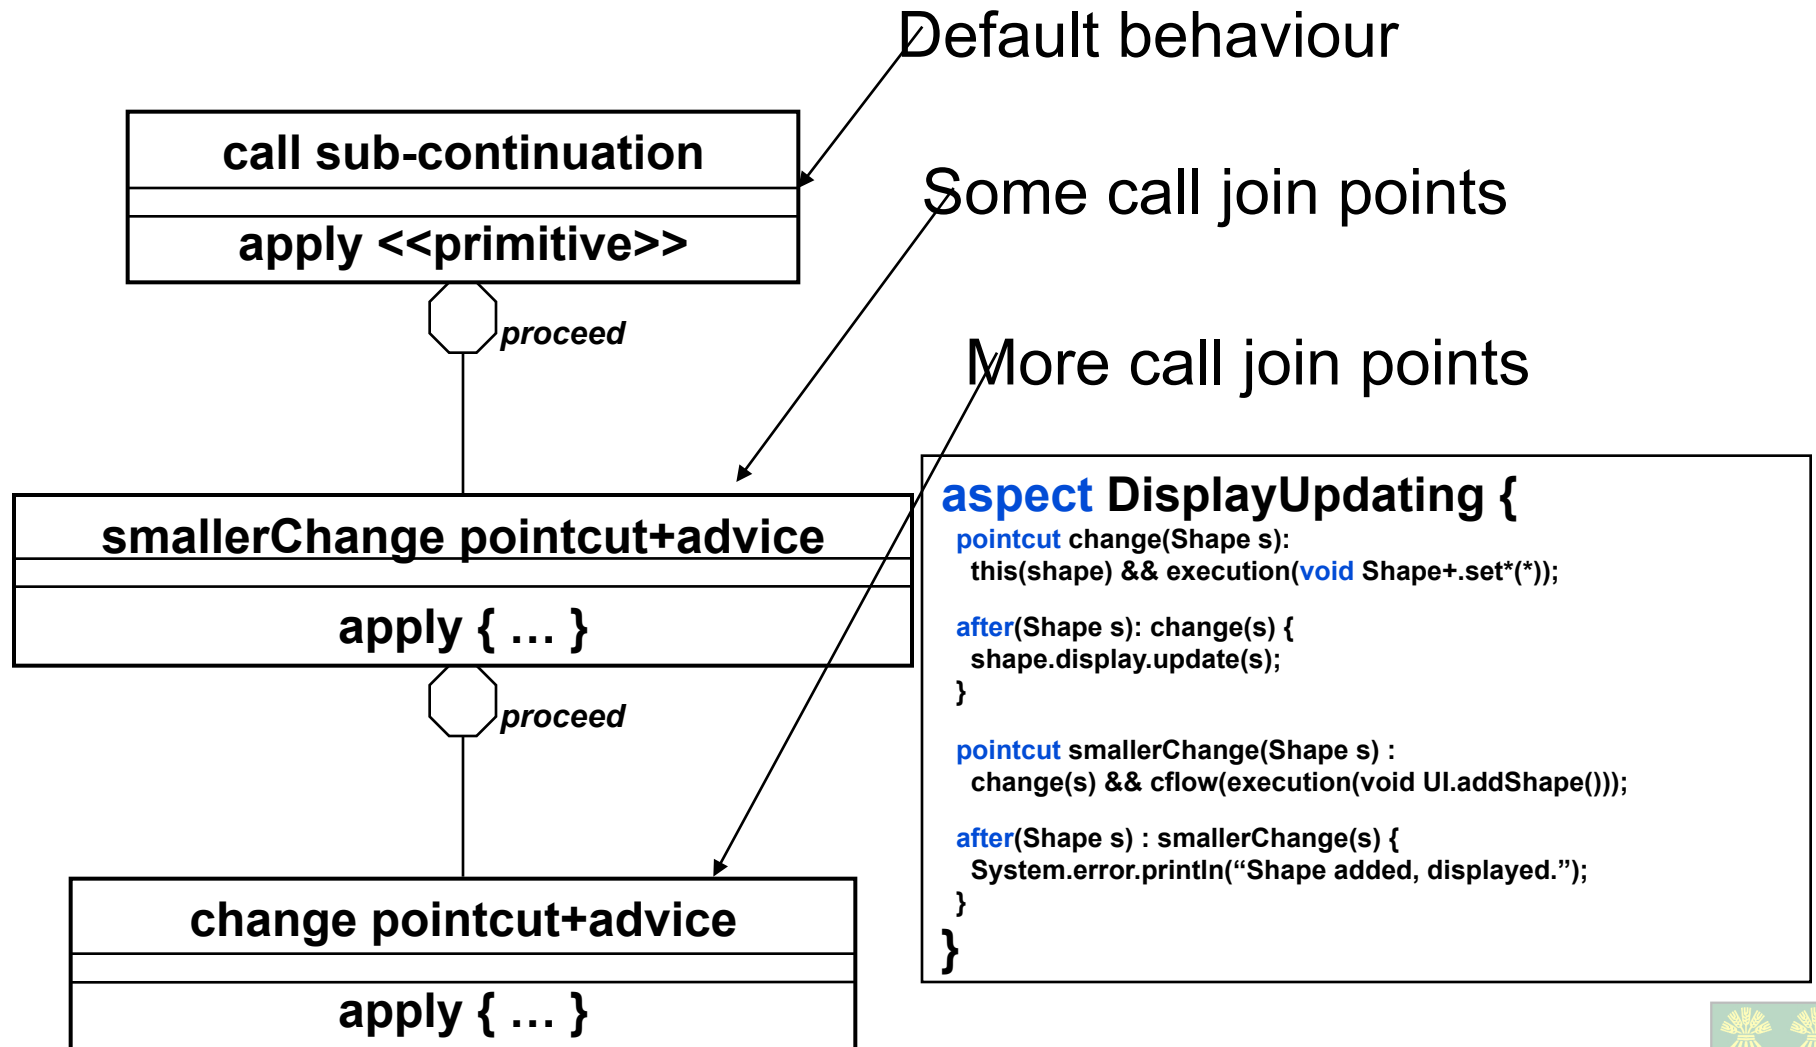 Default behaviour
call sub-continuation
apply <<primitive>>
proceed
Some call join points
More call join points
smallerChange pointcut+advice
apply { … }
proceed
change pointcut+advice
apply { … }
aspect DisplayUpdating {
pointcut change(Shape s):
this(shape) && execution(void Shape+.set*(*));
after(Shape s): change(s) {
shape.display.update(s);
}
pointcut smallerChange(Shape s) :
change(s) && cflow(execution(void UI.addShape()));
after(Shape s) : smallerChange(s) {
System.error.println(“Shape added, displayed.”);
}
}